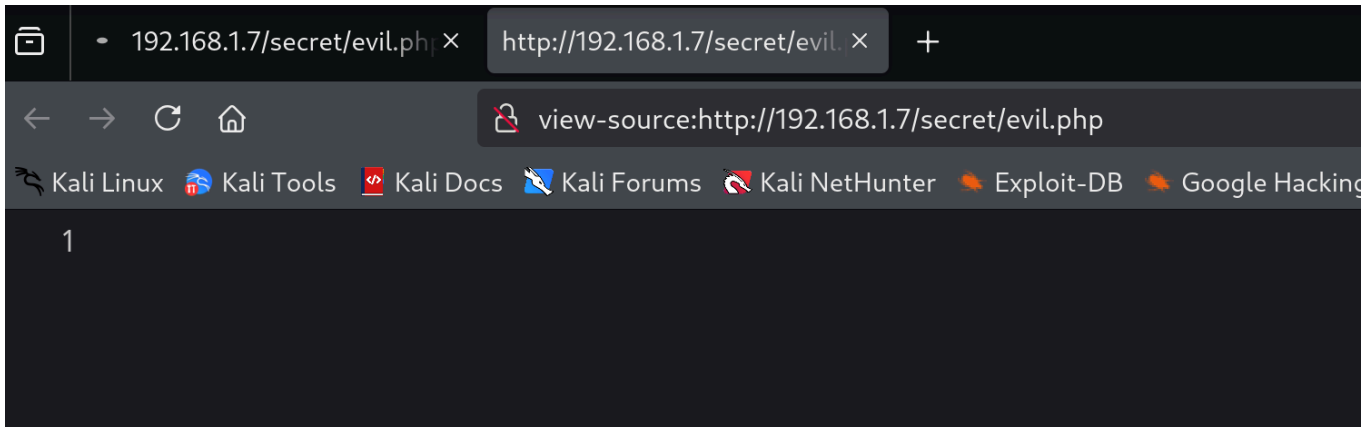 192.168.1.7/secret/evil.php http://192.168.1.7/secret/evil.
view-source:http://192.168.1.7/secret/evil.php
Kali Linux Kali Tools Kali Docs Kali Forums Kali NetHunter Exploit-DB Google Hacking
1